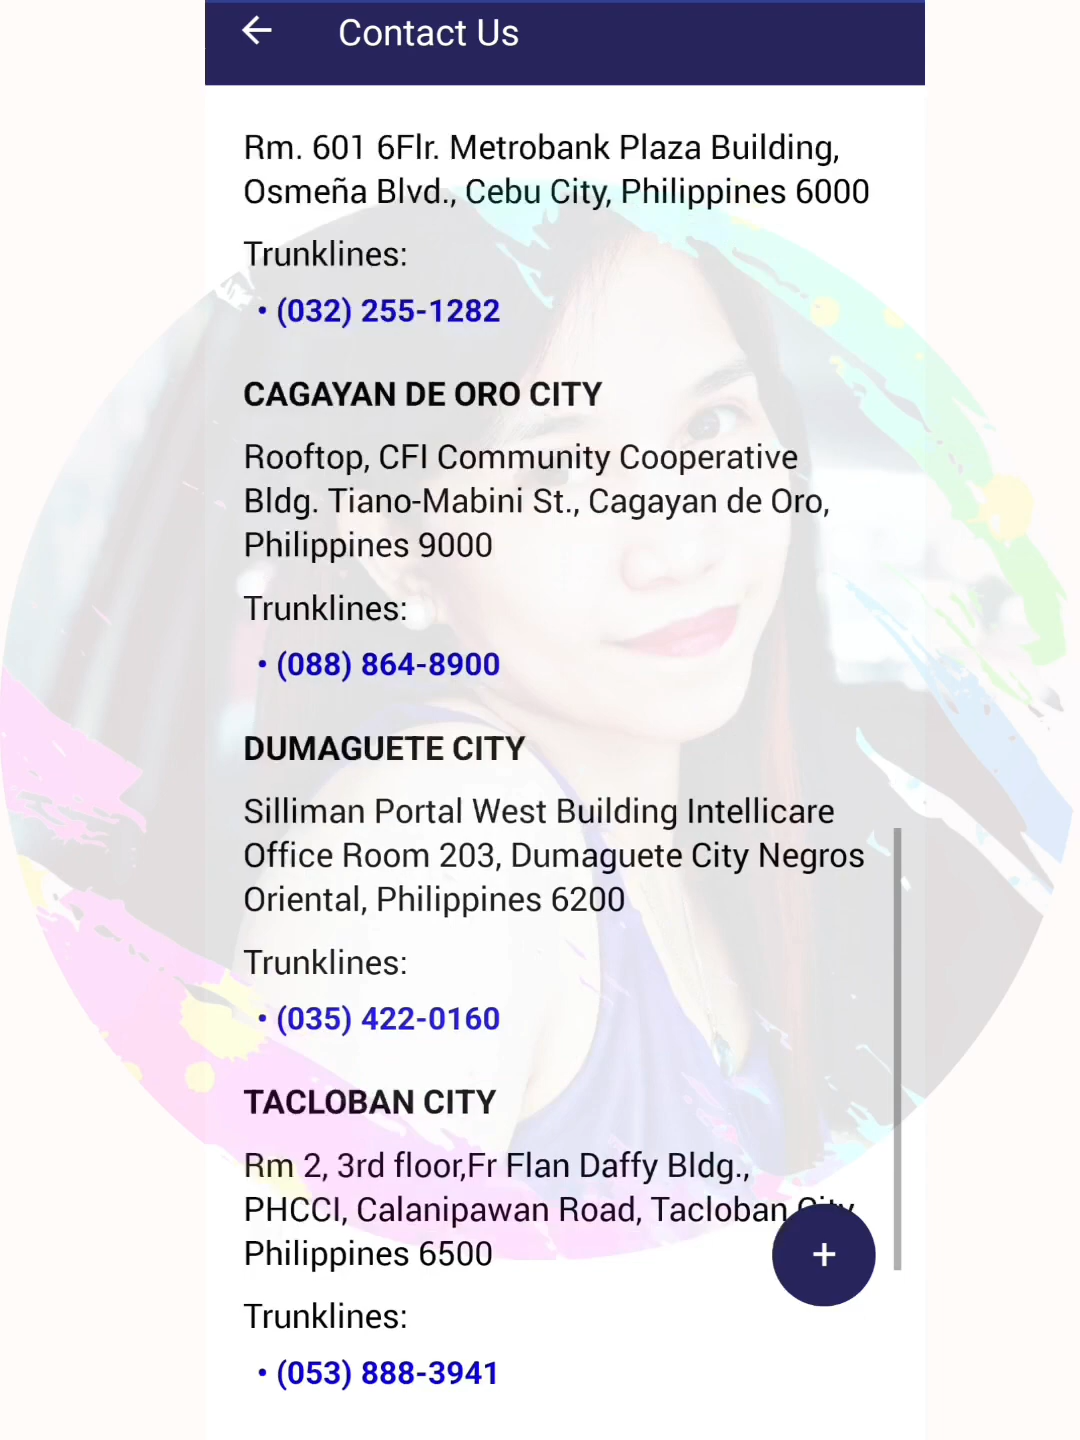 Contact Us
Rm. 601 6Flr. Metrobank Plaza Building,
Osmeña Blvd., Cebu City, Philippines 6000
Trunklines:
• (032) 255-1282
CAGAYAN DE ORO CITY
Rooftop, CFI Community Cooperative
Bldg. Tiano-Mabini St., Cagayan de Oro,
Philippines 9000
Trunklines:
• (088) 864-8900
DUMAGUETE CITY
Silliman Portal West Building Intellicare
Office Room 203, Dumaguete City Negros
Oriental, Philippines 6200
Trunklines:
• (035) 422-0160
TACLOBAN CITY
Rm 2, 3rd floor,Fr Flan Daffy Bldg.,
PHCCI, Calanipawan Road, Tacloban City
Philippines 6500
+
Trunklines:
• (053) 888-3941